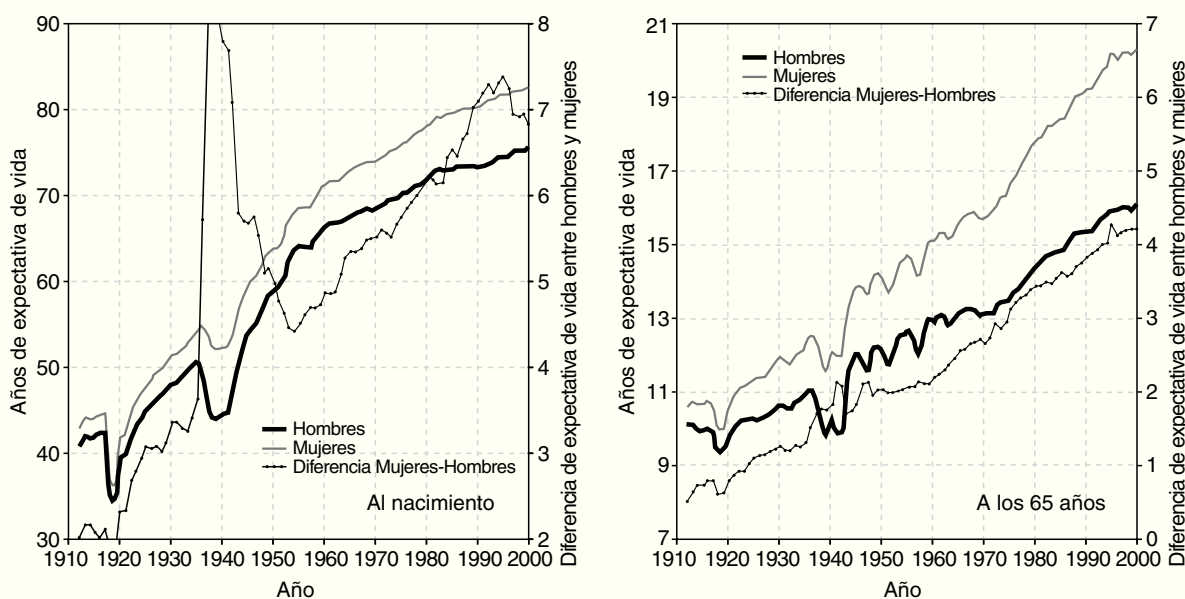 Años de expectativa de vida
90
80
70
60
50
40
30
8
7
6
5
4
3
2
Diferencia de expectativa de vida entre hombres y mujeres
Hombres
Mujeres
Diferencia Mujeres-Hombres
Al nacimiento
1910 1920 1930 1940 1950 1960 1970 1980 1990 2000
Año
Años de expectativa de vida
21
19
17
15
13
11
9
7
7
6
5
4
3
2
1
0
Diferencia de expectativa de vida entre hombres y mujeres
Hombres
Mujeres
Diferencia Mujeres-Hombres
A los 65 años
1910 1920 1930 1940 1950 1960 1970 1980 1990 2000
Año